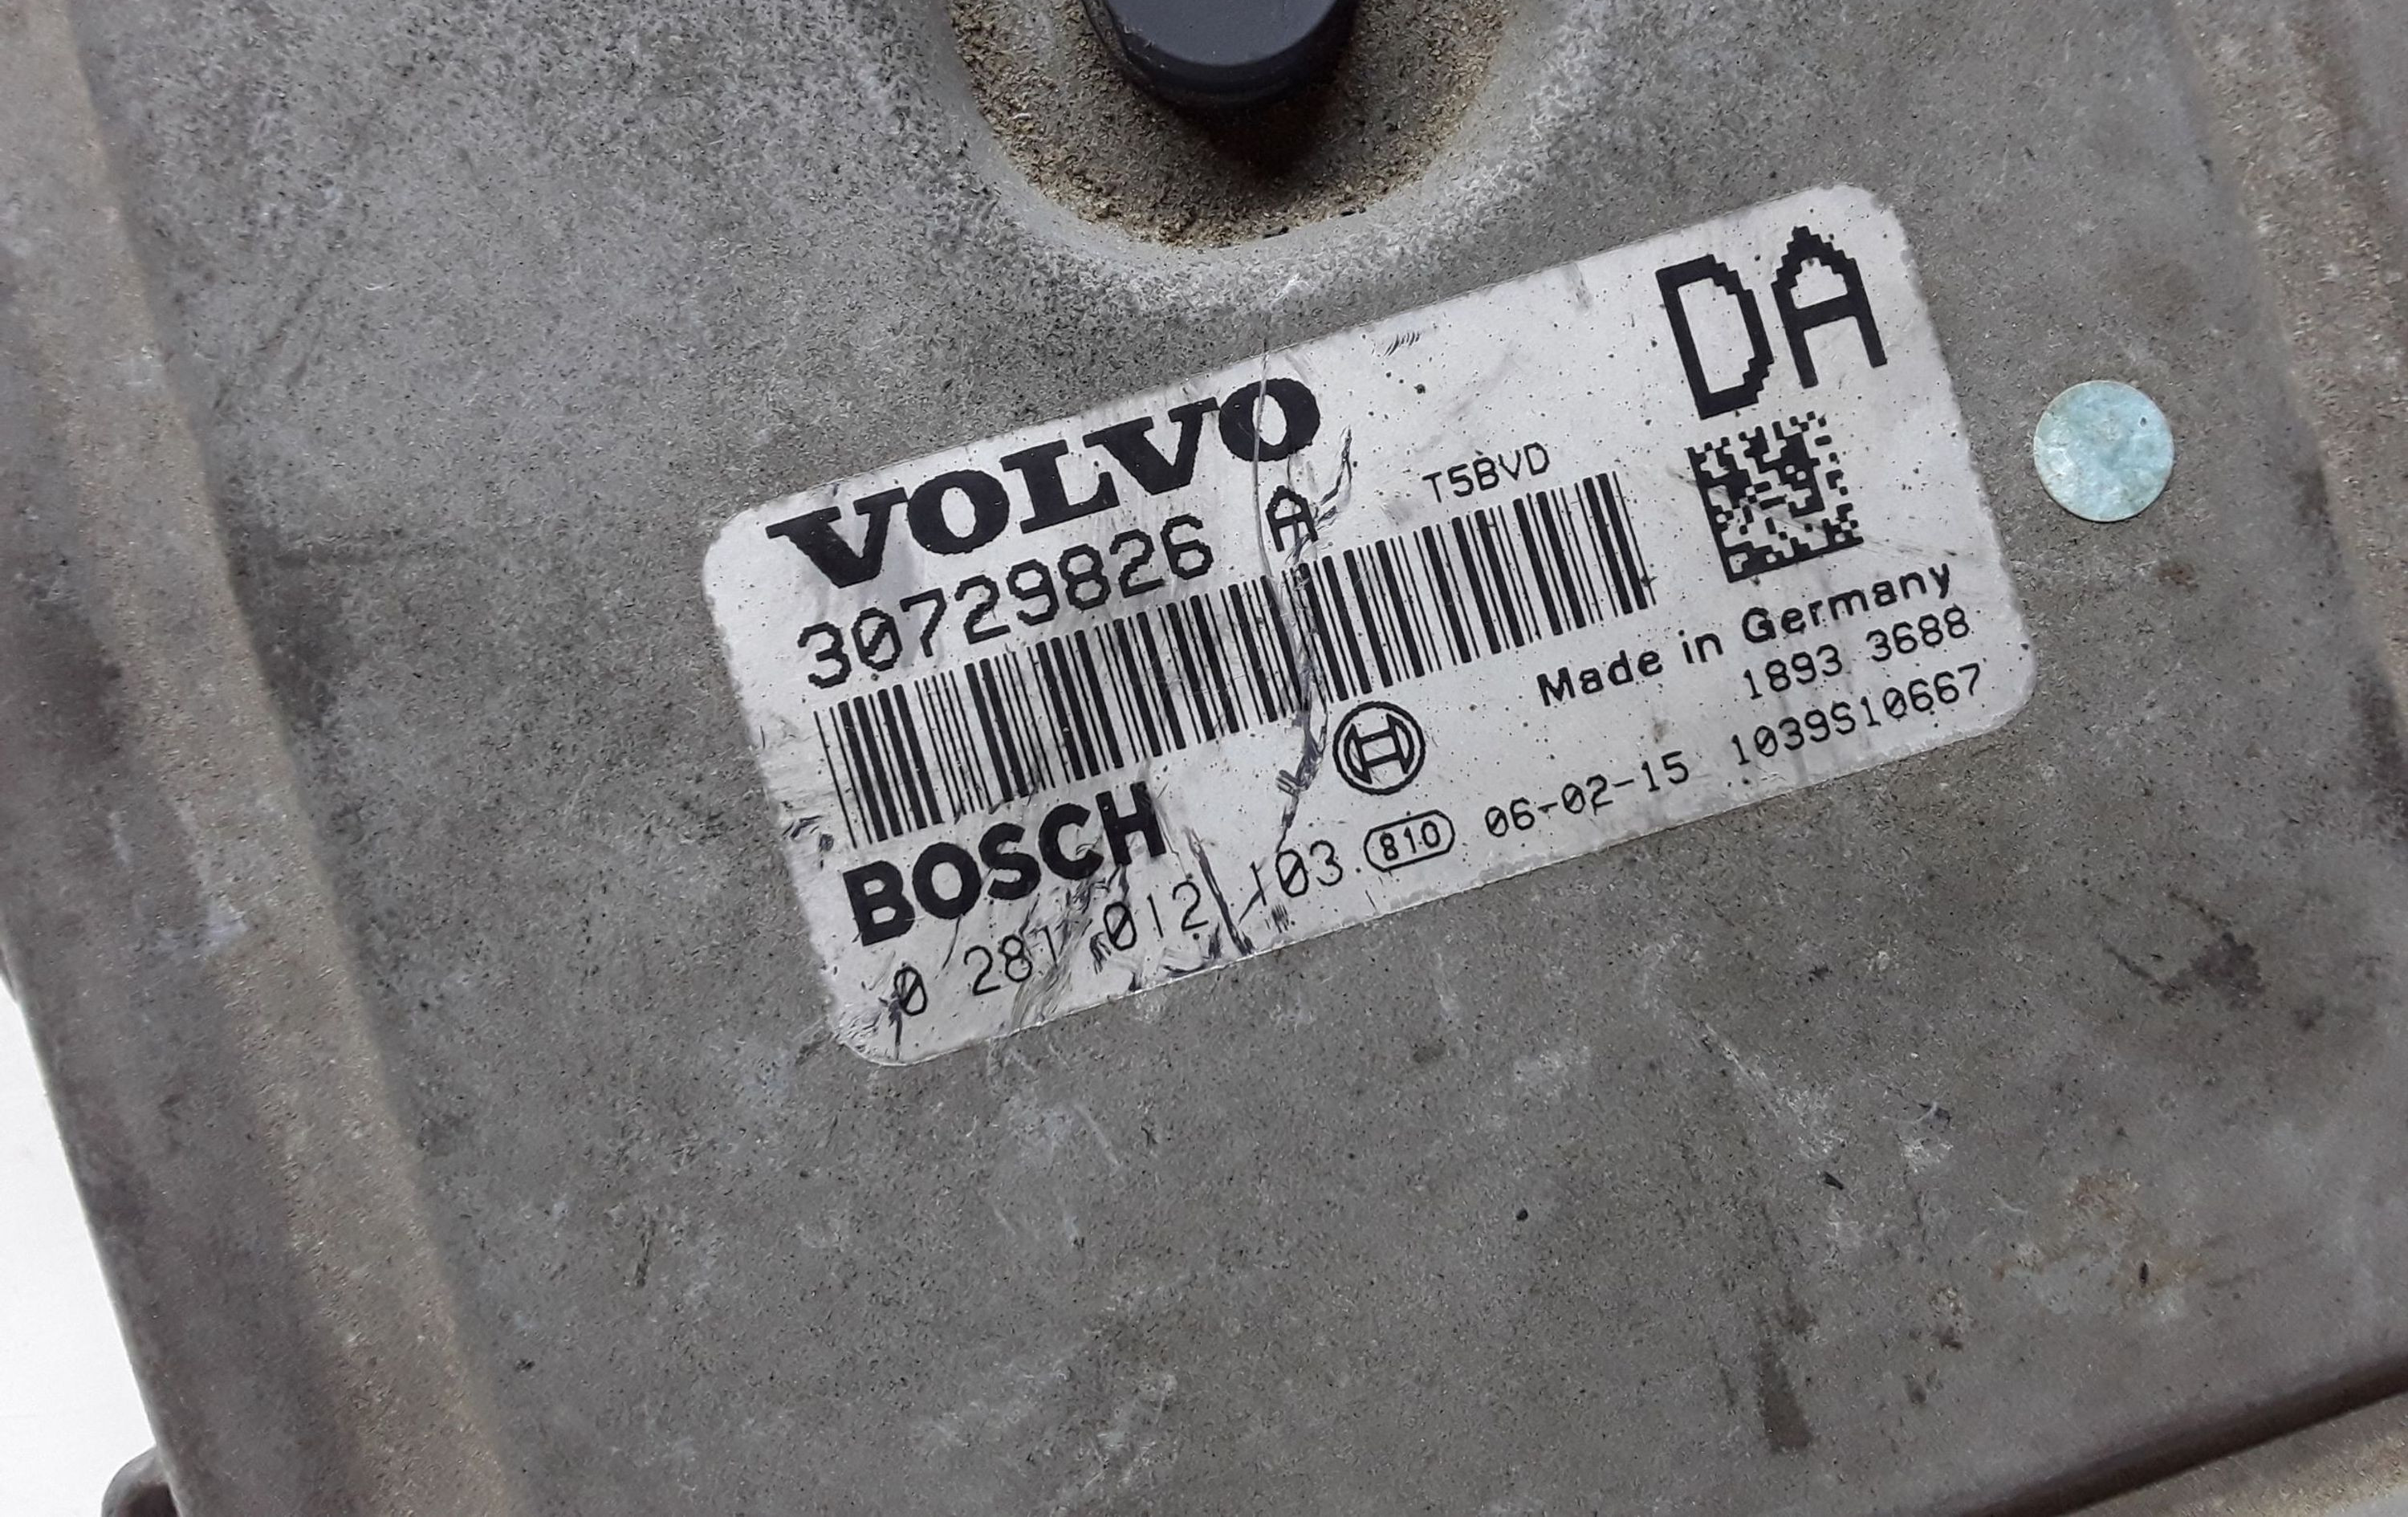 DA
VOLVO
30729826 A
T5BVD
Made in Germany
1893 3688
BOSCH
0 281 012 103 810 06-02-15 1039S10667